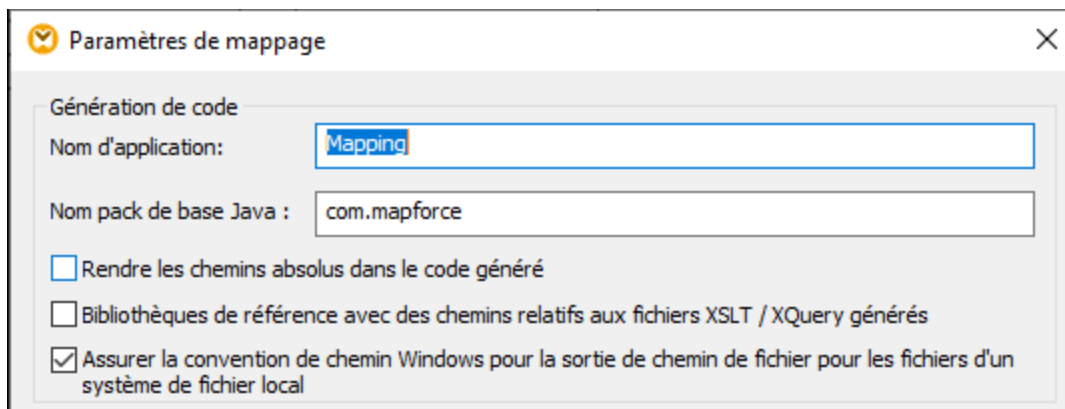 Paramètres de mappage
Génération de code
Nom d'application:
Mapping
Nom pack de base Java :
com.mapforce
Rendre les chemins absolus dans le code généré
Bibliothèques de référence avec des chemins relatifs aux fichiers XSLT / XQuery générés
Assurer la convention de chemin Windows pour la sortie de chemin de fichier pour les fichiers d'un
système de fichier local